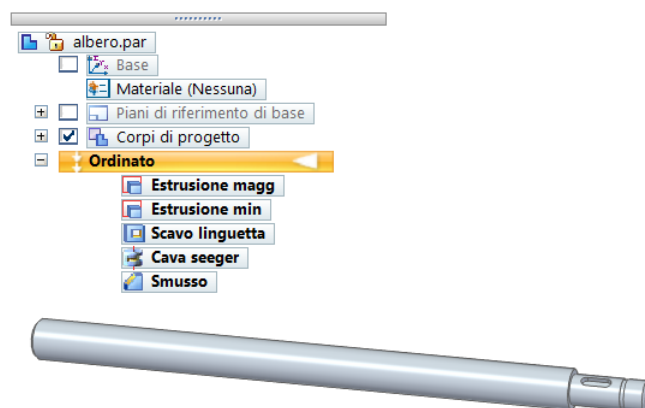 albero.par
Base
Materiale (Nessuna)
Piani di riferimento di base
Corpi di progetto
Ordinato
Estrusione magg
Estrusione min
Scavo linguetta
Cava seeger
Smusso